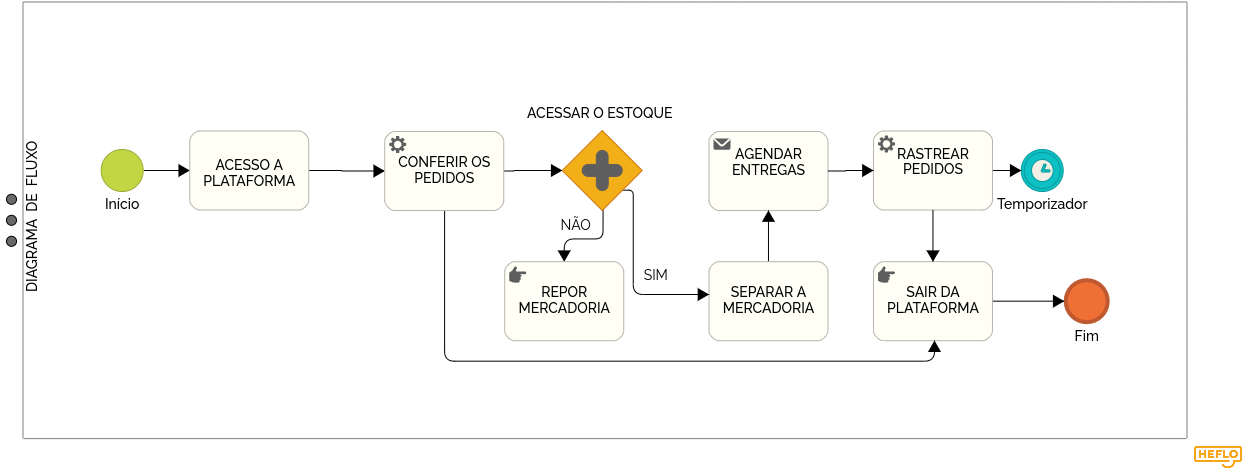 DIAGRAMA DE FLUXO
Início
ACESSO A
PLATAFORMA
CONFERIR OS
PEDIDOS
ACESSAR O ESTOQUE
NÃO
SIM
REPOR
MERCADORIA
SEPARAR A
MERCADORIA
AGENDAR
ENTREGAS
RASTREAR
PEDIDOS
Temporizador
SAIR DA
PLATAFORMA
Fim
HEFLO